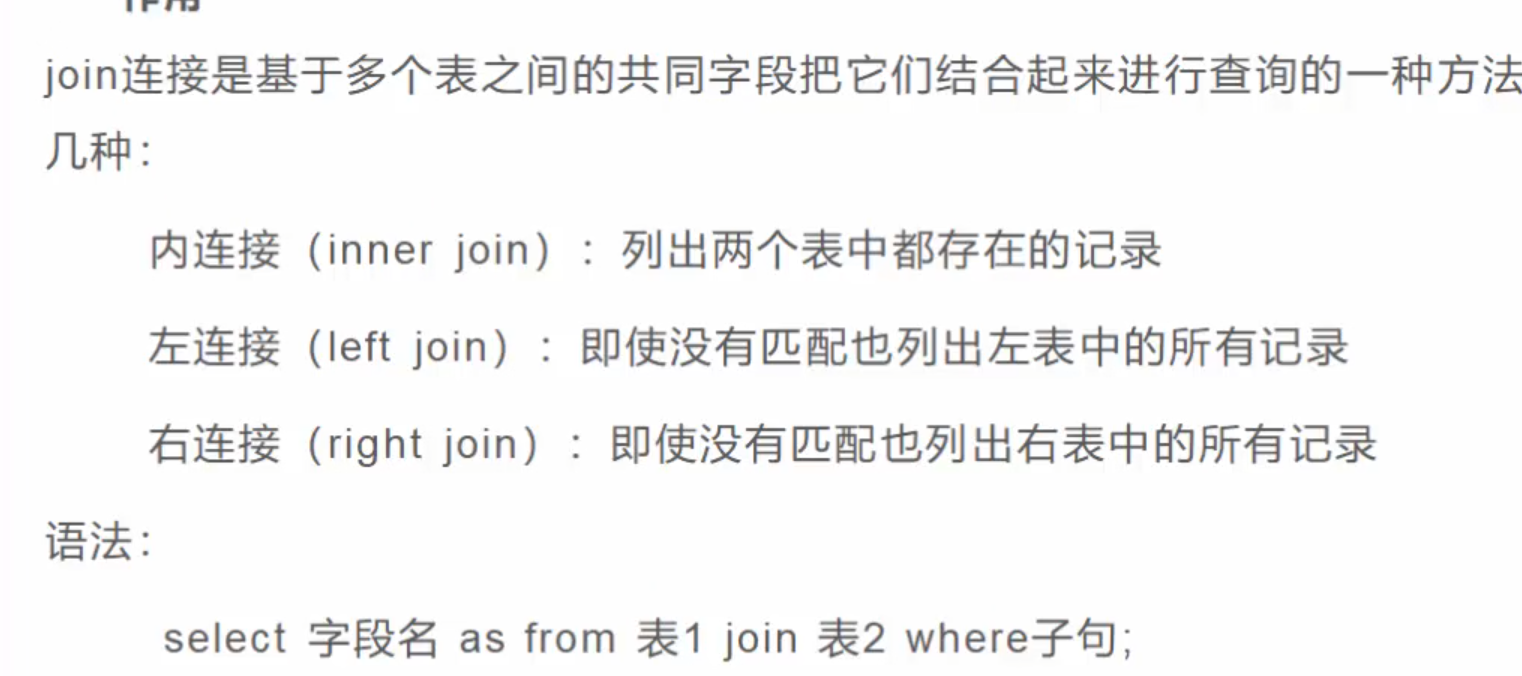 join连接是基于多个表之间的共同字段把它们结合起来进行查询的一种方法
几种：
内连接（inner join）：列出两个表中都存在的记录
左连接（left join）：即使没有匹配也列出左表中的所有记录
右连接（right join）：即使没有匹配也列出右表中的所有记录
语法：
select 字段名 as from 表1 join 表2 where子句;